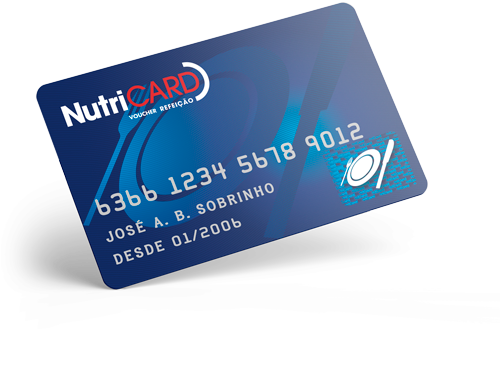 NutriCARD
VOUCHER REFEIÇÃO
6366 1234 5678 9012
JOSÉ A. B. SOBRINHO
DESDE 01/2006